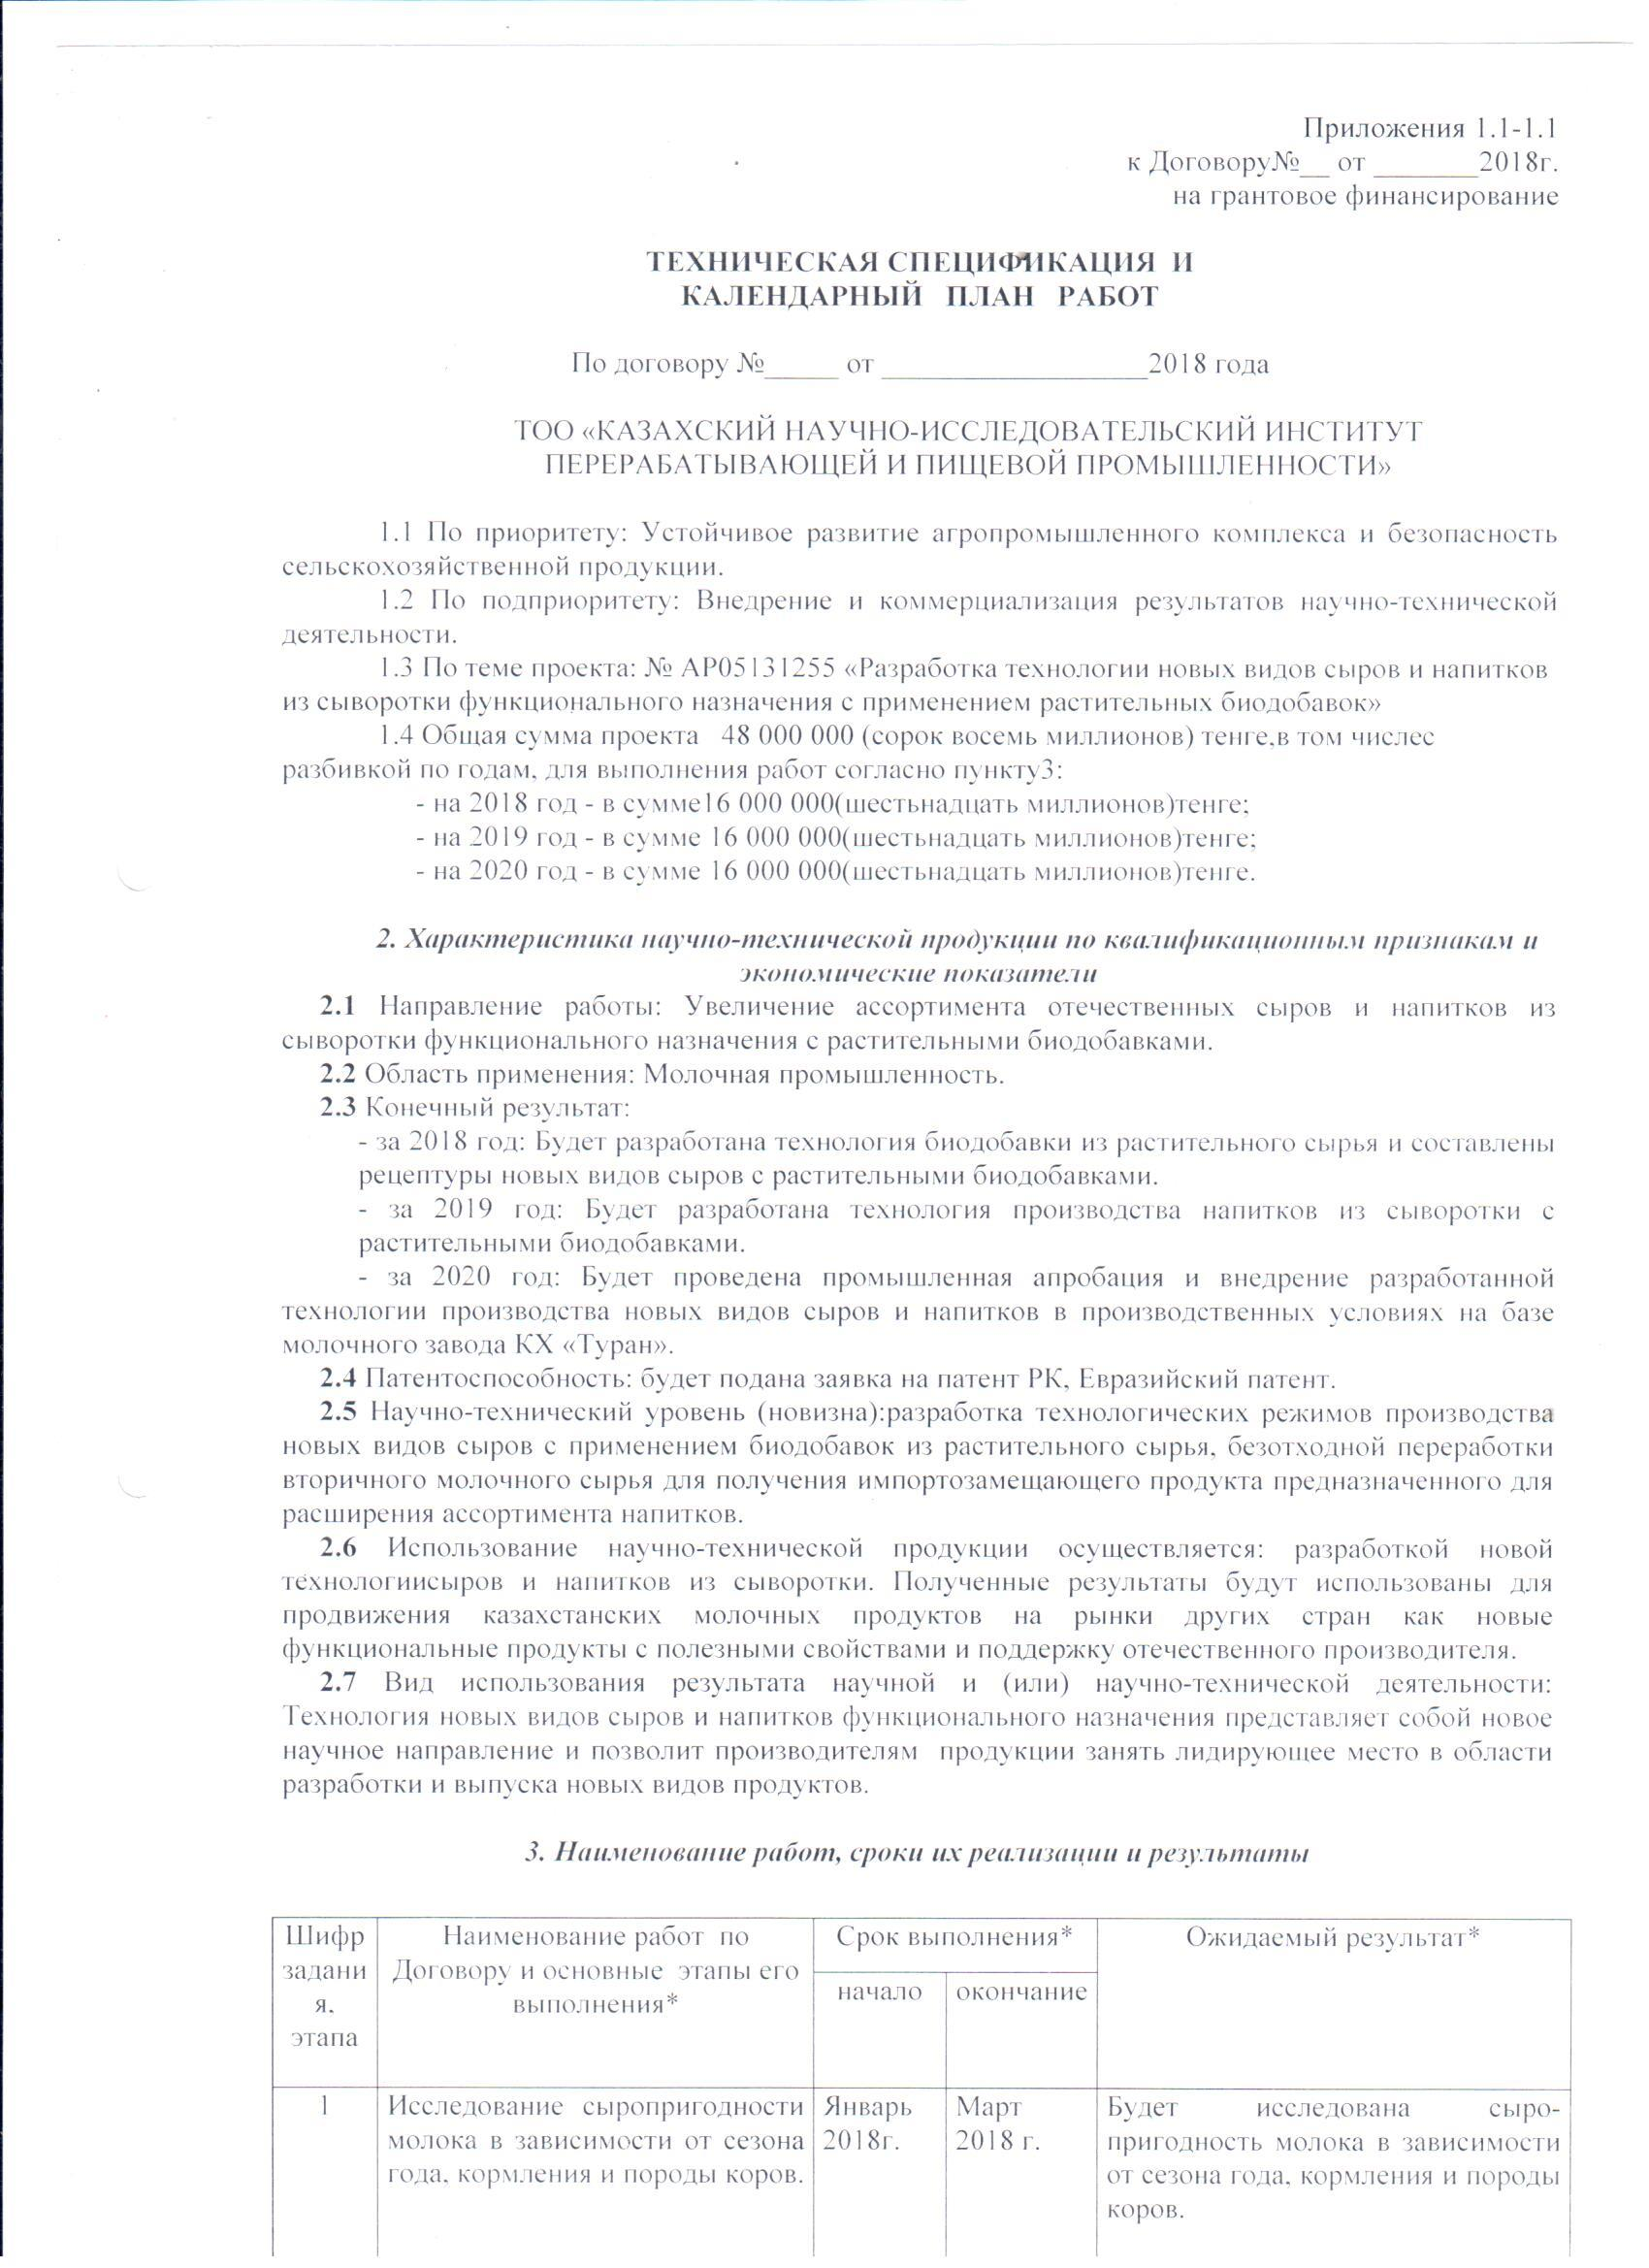 Приложения 1.1-1.1
к Договору№__ от _______2018г.
на грантовое финансирование
ТЕХНИЧЕСКАЯ СПЕЦИФИКАЦИЯ И
КАЛЕНДАРНЫЙ ПЛАН РАБОТ
По договору №_____ от __________________2018 года
ТОО «КАЗАХСКИЙ НАУЧНО-ИССЛЕДОВАТЕЛЬСКИЙ ИНСТИТУТ
ПЕРЕРАБАТЫВАЮЩЕЙ И ПИЩЕВОЙ ПРОМЫШЛЕННОСТИ»
1.1 По приоритету: Устойчивое развитие агропромышленного комплекса и безопасность
сельскохозяйственной продукции.
1.2 По подприоритету: Внедрение и коммерциализация результатов научно-технической
деятельности.
1.3 По теме проекта: № АР05131255 «Разработка технологии новых видов сыров и напитков
из сыворотки функционального назначения с применением растительных биодобавок»
1.4 Общая сумма проекта 48 000 000 (сорок восемь миллионов) тенге,в том числес
разбивкой по годам, для выполнения работ согласно пункту3:
- на 2018 год - в сумме16 000 000(шестьнадцать миллионов)тенге;
- на 2019 год - в сумме 16 000 000(шестьнадцать миллионов)тенге;
- на 2020 год - в сумме 16 000 000(шестьнадцать миллионов)тенге.
2. Характеристика научно-технической продукции по квалификационным признакам и
экономические показатели
2.1 Направление работы: Увеличение ассортимента отечественных сыров и напитков из
сыворотки функционального назначения с растительными биодобавками.
2.2 Область применения: Молочная промышленность.
2.3 Конечный результат:
- за 2018 год: Будет разработана технология биодобавки из растительного сырья и составлены
рецептуры новых видов сыров с растительными биодобавками.
- за 2019 год: Будет разработана технология производства напитков из сыворотки с
растительными биодобавками.
- за 2020 год: Будет проведена промышленная апробация и внедрение разработанной
технологии производства новых видов сыров и напитков в производственных условиях на базе
молочного завода КХ «Туран».
2.4 Патентоспособность: будет подана заявка на патент РК, Евразийский патент.
2.5 Научно-технический уровень (новизна):разработка технологических режимов производства
новых видов сыров с применением биодобавок из растительного сырья, безотходной переработки
вторичного молочного сырья для получения импортозамещающего продукта предназначенного для
расширения ассортимента напитков.
2.6 Использование научно-технической продукции осуществляется: разработкой новой
технологиисыров и напитков из сыворотки. Полученные результаты будут использованы для
продвижения казахстанских молочных продуктов на рынки других стран как новые
функциональные продукты с полезными свойствами и поддержку отечественного производителя.
2.7 Вид использования результата научной и (или) научно-технической деятельности:
Технология новых видов сыров и напитков функционального назначения представляет собой новое
научное направление и позволит производителям продукции занять лидирующее место в области
разработки и выпуска новых видов продуктов.
3. Наименование работ, сроки их реализации и результаты
Шифр
задани
я,
этапа
Наименование работ по
Договору и основные этапы его
выполнения*
Срок выполнения*
начало
окончание
Ожидаемый результат*
1
Исследование сыропригодности
молока в зависимости от сезона
года, кормления и породы коров.
Январь
2018г.
Март
2018 г.
Будет исследована сыро-
пригодность молока в зависимости
от сезона года, кормления и породы
коров.